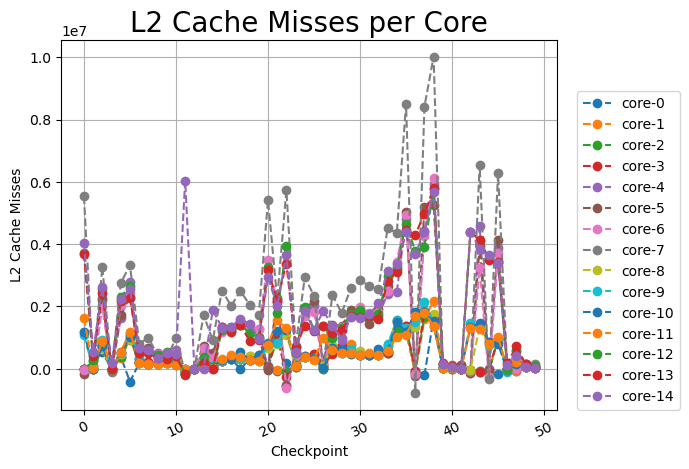 L2 Cache Misses per Core
1e7
1.0
0.8
0.6
0.4
0.2
0.0
L2 Cache Misses
0
10
20
30
40
50
Checkpoint
core-0
core-1
core-2
core-3
core-4
core-5
core-6
core-7
core-8
core-9
core-10
core-11
core-12
core-13
core-14